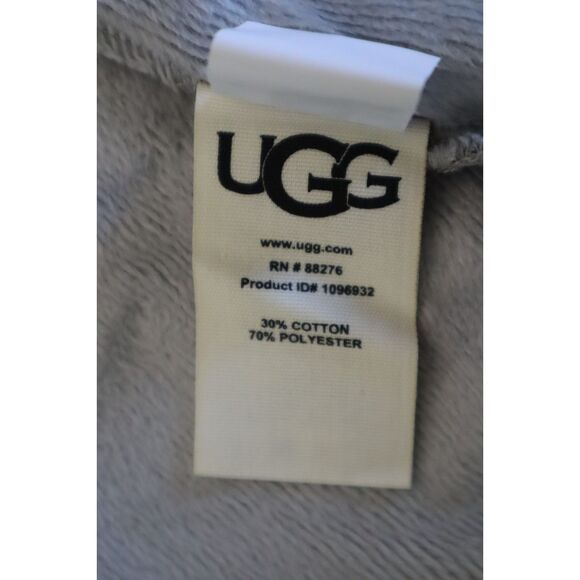 UGG
www.ugg.com
RN # 88276
Product ID# 1096932
30% COTTON
70% POLYESTER